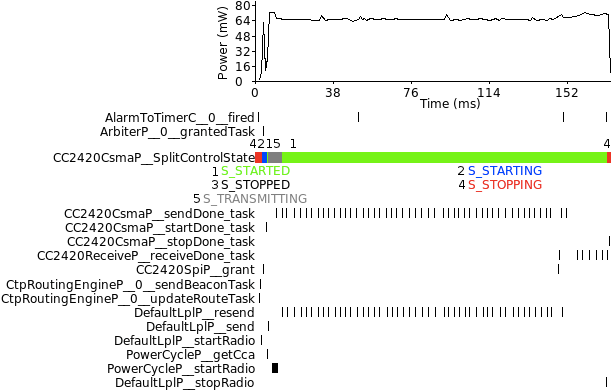 80
64
48
32
16
0
Power (mW)
0 38 76 114 152
Time (ms)
AlarmToTimerC__0__fired
ArbiterP__0__grantedTask
4 2 1 5 1 4
CC2420CsmaP__SplitControlState
1 S_STARTED 2 S_STARTING
3 S_STOPPED 4 S_STOPPING
5 S_TRANSMITTING
CC2420CsmaP__sendDone_task
CC2420CsmaP__startDone_task
CC2420CsmaP__stopDone_task
CC2420ReceiveP__receiveDone_task
CC2420SpiP__grant
CtpRoutingEngineP__0__sendBeaconTask
CtpRoutingEngineP__0__updateRouteTask
DefaultLplP__resend
DefaultLplP__send
DefaultLplP__startRadio
PowerCycleP__getCca
PowerCycleP__startRadio
DefaultLplP__stopRadio